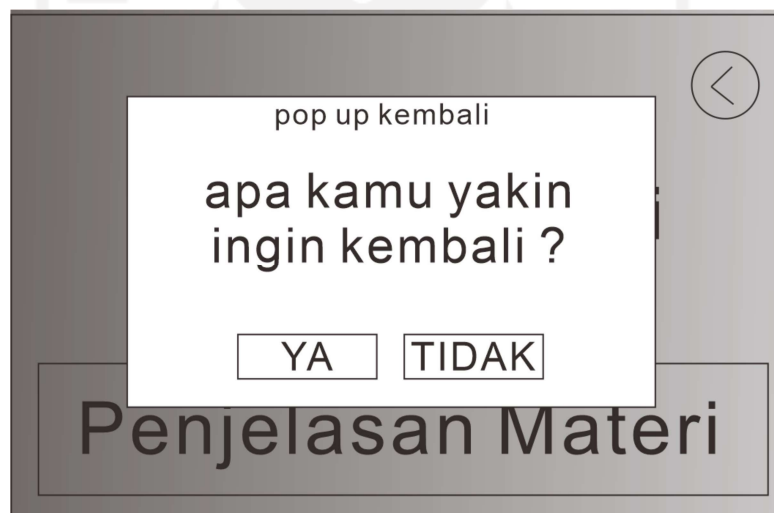 pop up kembali
apa kamu yakin
ingin kembali ?
YA TIDAK
Penjelasan Materi